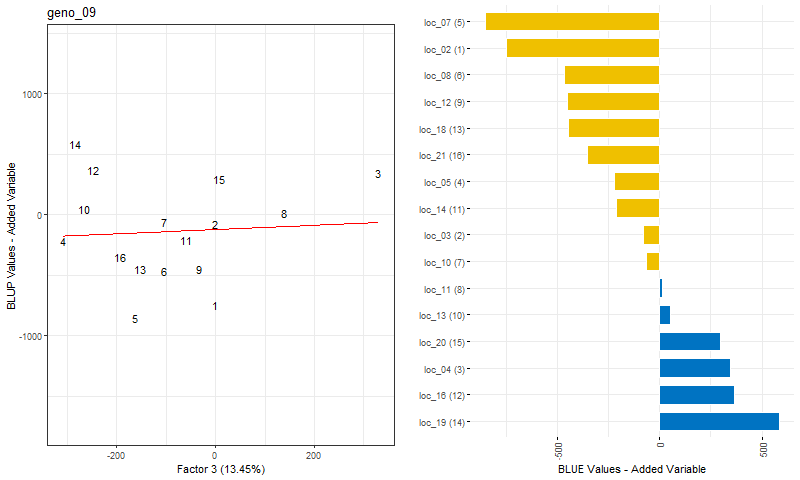 geno_09
BLUP Values - Added Variable
1000
0
-1000
14
12
10
4
16
13
5
7
6
11
9
15
2
1
8
3
-200
0
200
Factor 3 (13.45%)
loc_07 (5)
loc_02 (1)
loc_08 (6)
loc_12 (9)
loc_18 (13)
loc_21 (16)
loc_05 (4)
loc_14 (11)
loc_03 (2)
loc_10 (7)
loc_11 (8)
loc_13 (10)
loc_20 (15)
loc_04 (3)
loc_16 (12)
loc_19 (14)
-500
0
500
BLUE Values - Added Variable